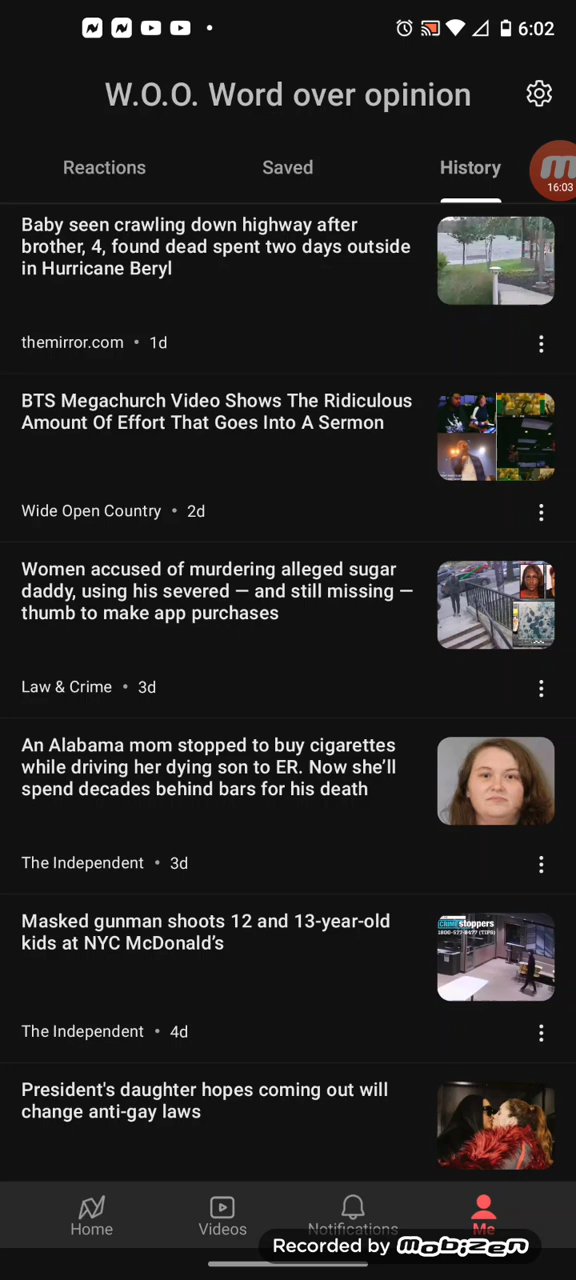 6:02
W.O.O. Word over opinion
Reactions
Saved
History
16:03
Baby seen crawling down highway after
brother, 4, found dead spent two days outside
in Hurricane Beryl
themirror.com • 1d
BTS Megachurch Video Shows The Ridiculous
Amount Of Effort That Goes Into A Sermon
Wide Open Country • 2d
Women accused of murdering alleged sugar
daddy, using his severed — and still missing —
thumb to make app purchases
Law & Crime • 3d
An Alabama mom stopped to buy cigarettes
while driving her dying son to ER. Now she’ll
spend decades behind bars for his death
The Independent • 3d
Masked gunman shoots 12 and 13-year-old
kids at NYC McDonald’s
CRIMEstoppers
1800-577-8477 (TIPS)
The Independent • 4d
President's daughter hopes coming out will
change anti-gay laws
Home
Videos
Notifications
Me
Recorded by mobizen